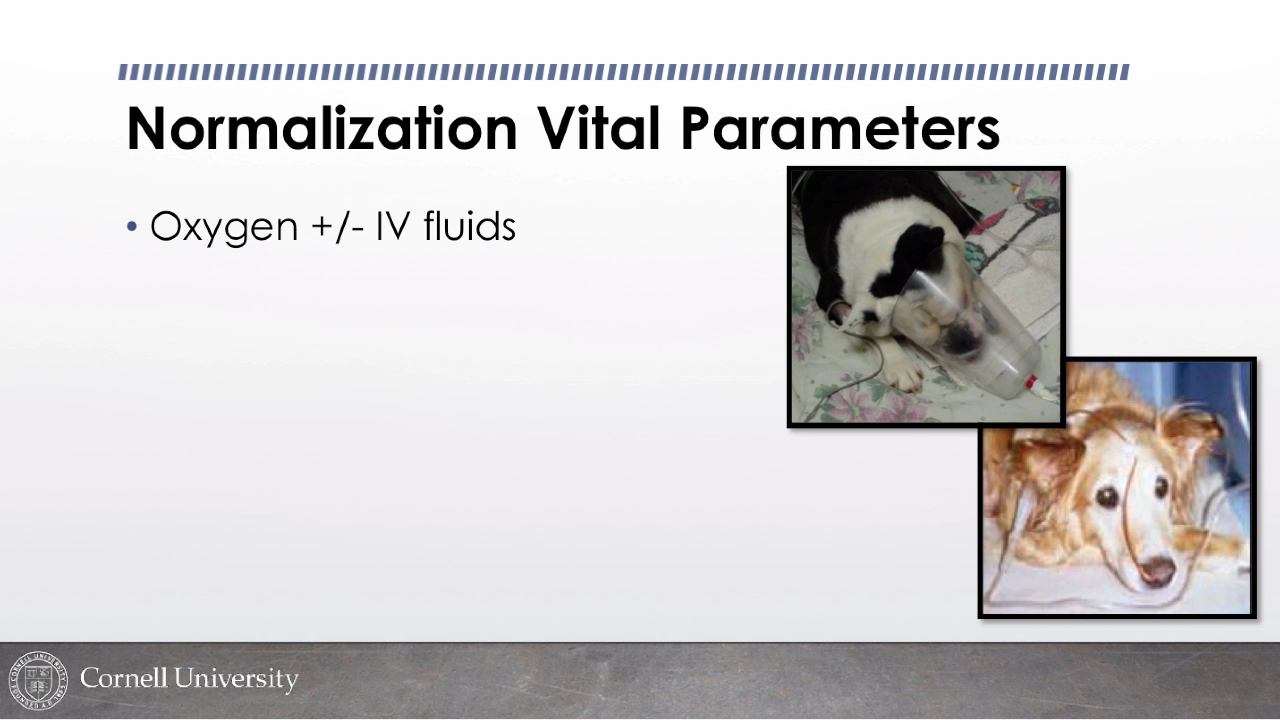 Normalization Vital Parameters
• Oxygen +/- IV fluids
Cornell University